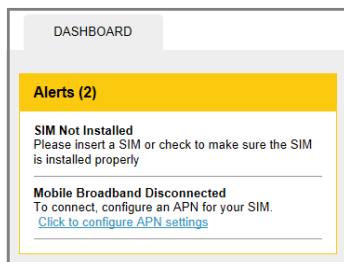 DASHBOARD
Alerts (2)
SIM Not Installed
Please insert a SIM or check to make sure the SIM
is installed properly
Mobile Broadband Disconnected
To connect, configure an APN for your SIM.
Click to configure APN settings